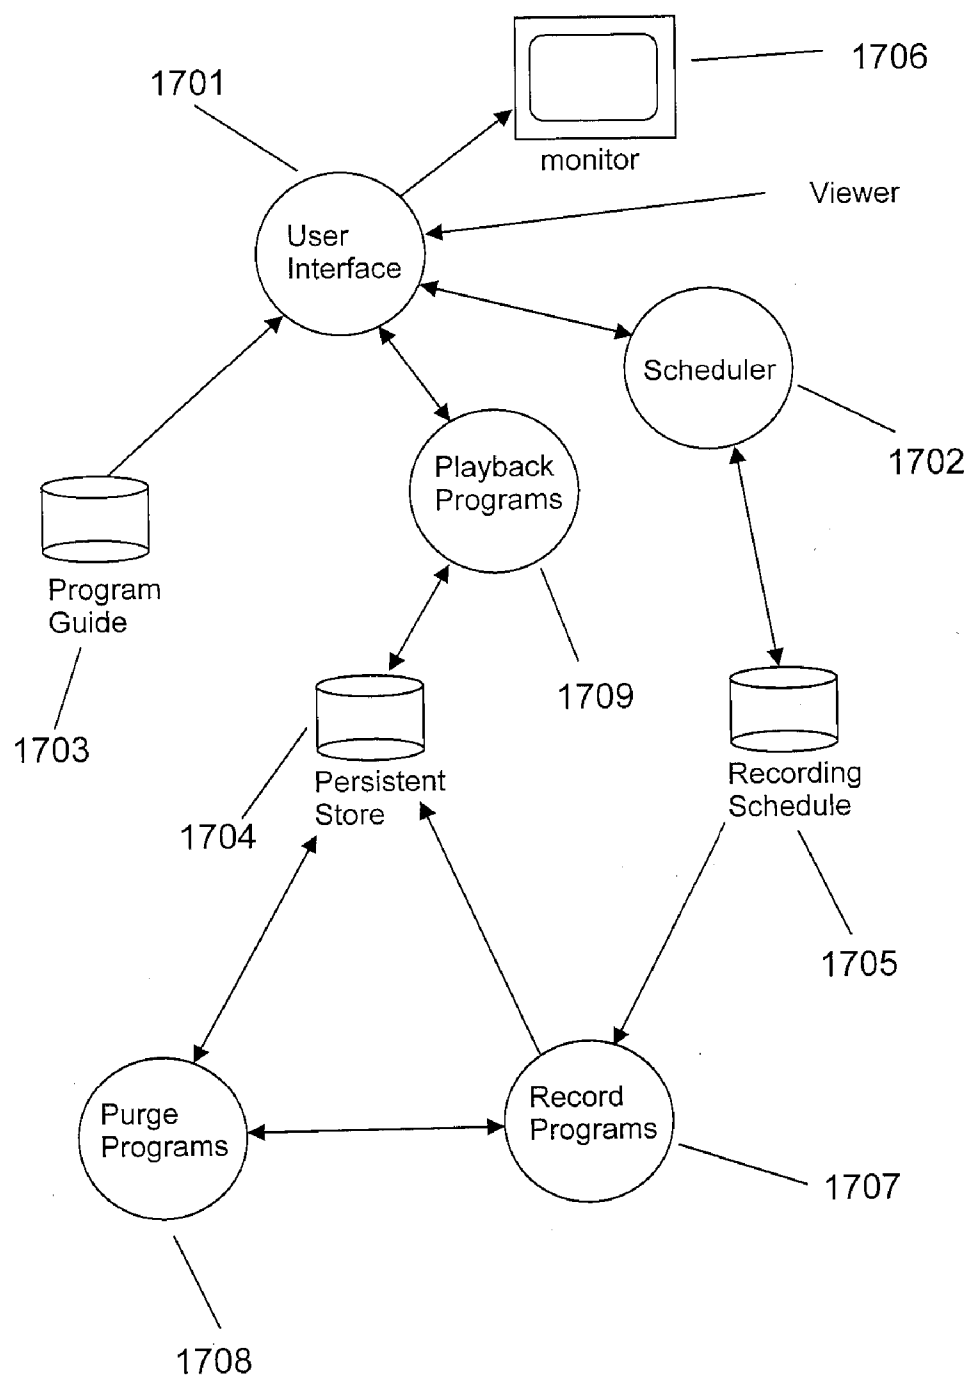 1706
1701
monitor
Viewer
User
Interface
Scheduler
1702
Playback
Programs
Program
Guide
1709
1703
Persistent
Store
Recording
Schedule
1704
1705
Record
Programs
Purge
Programs
1707
1708